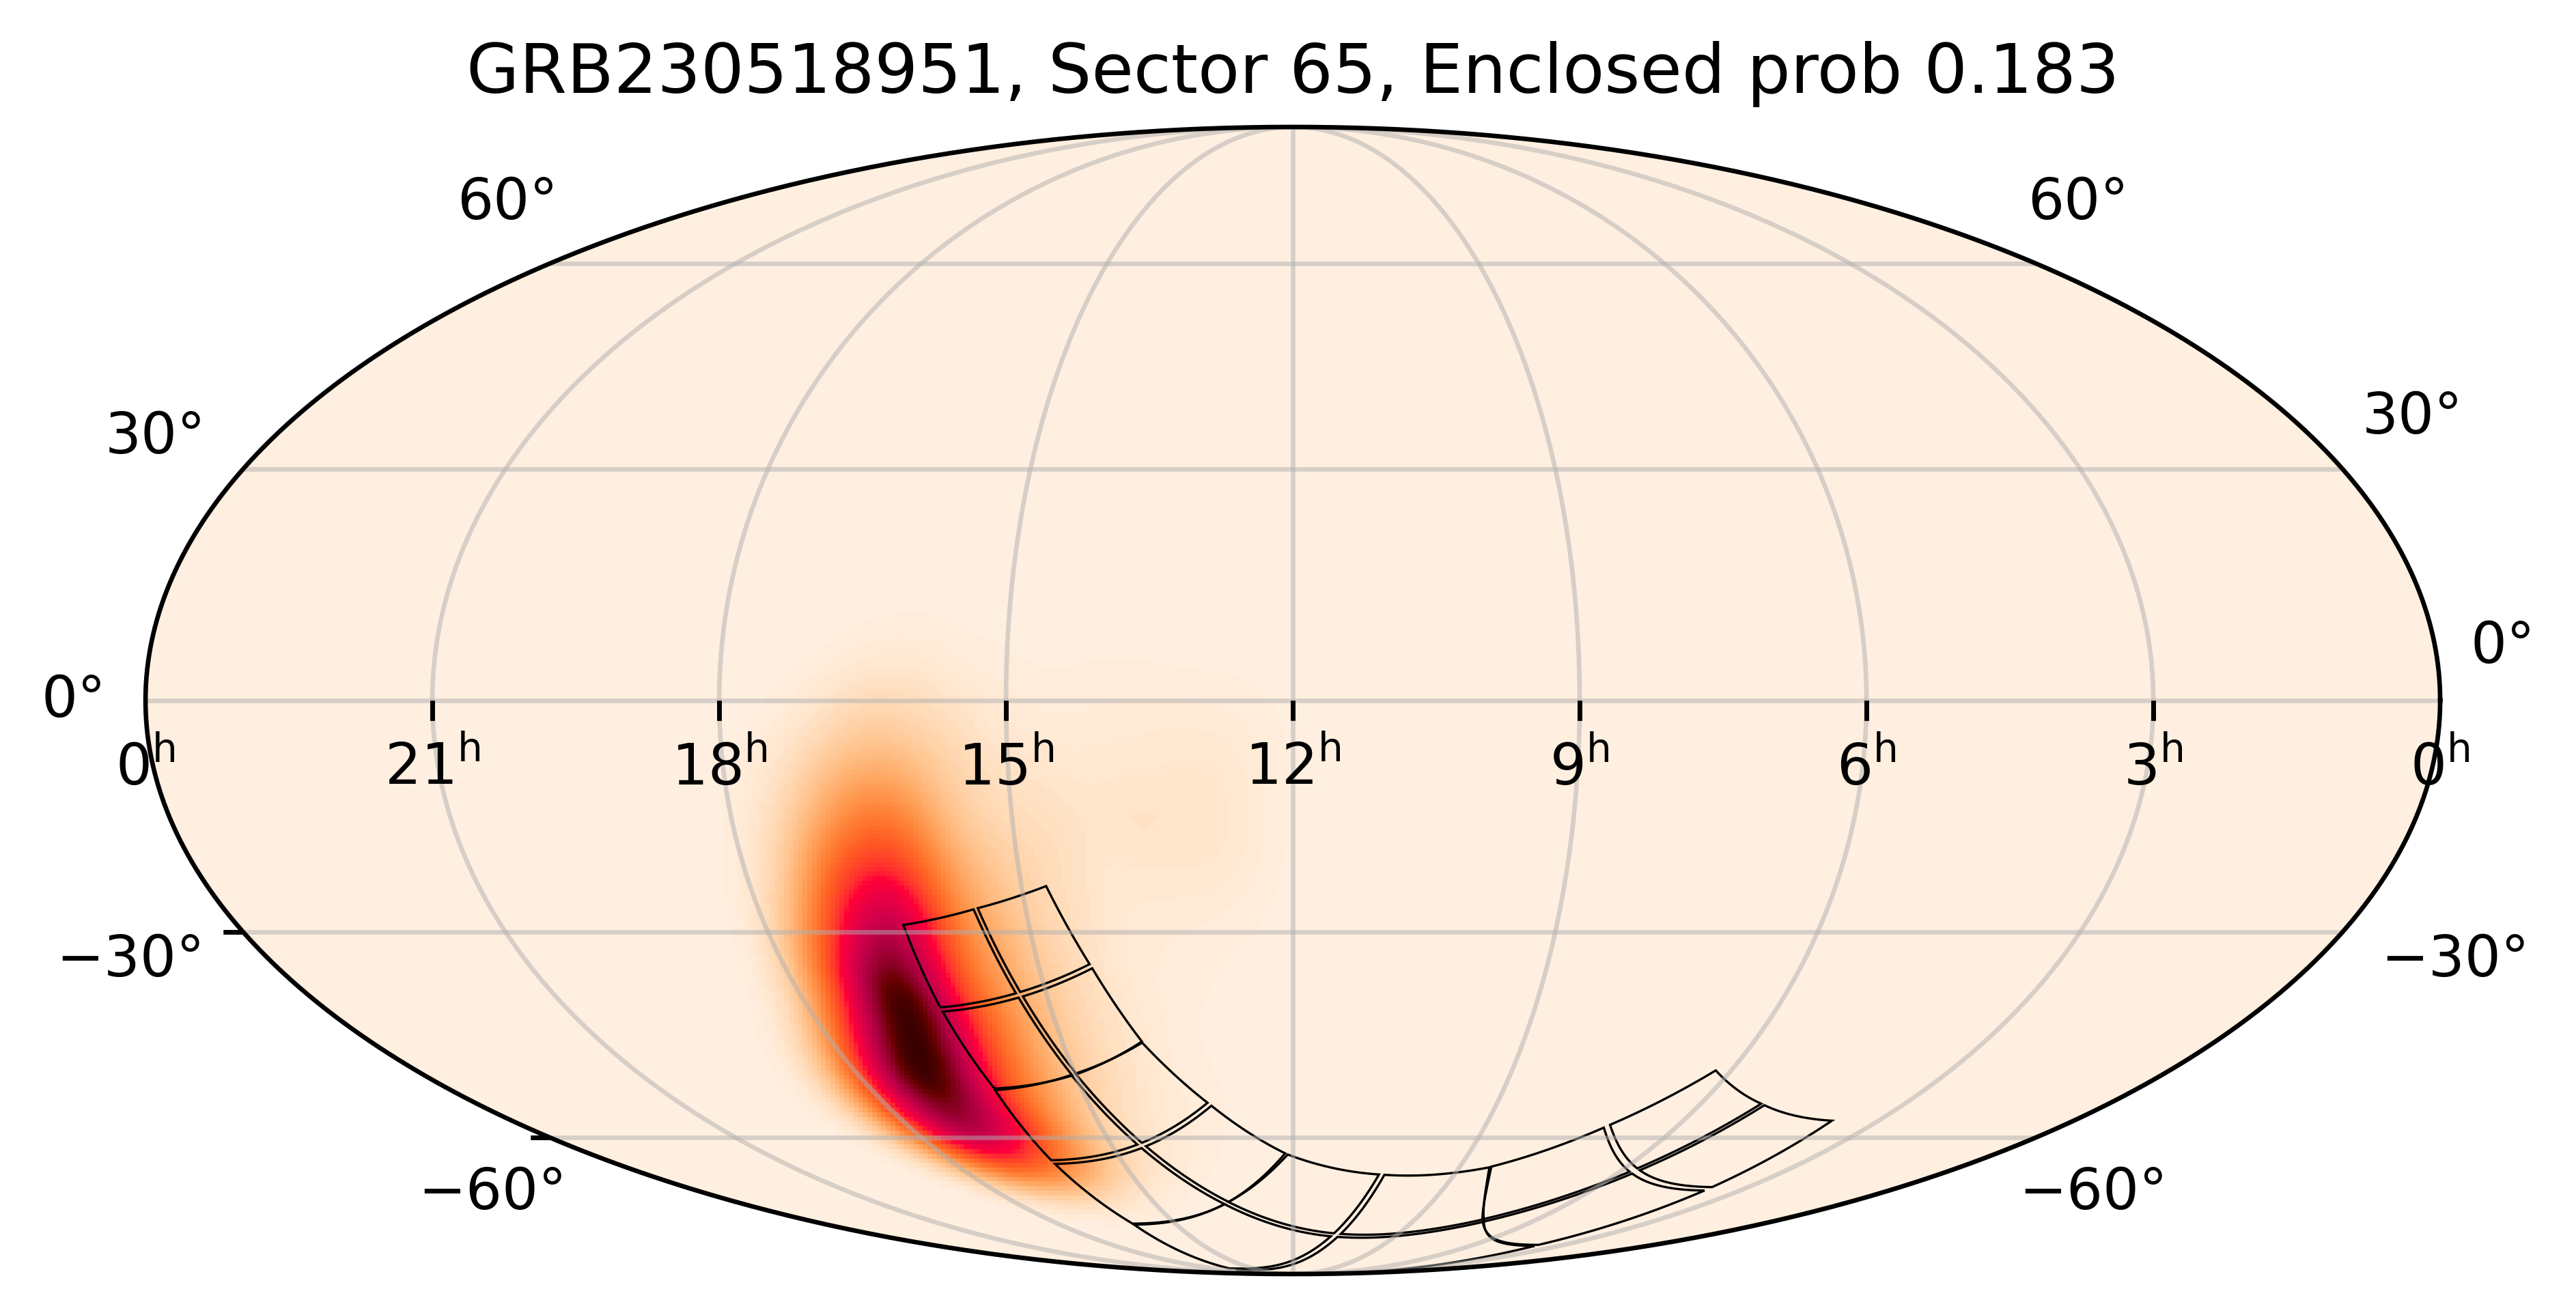 GRB230518951, Sector 65, Enclosed prob 0.183
60° 60°
30° 30°
0° 0°
0ʰ 21ʰ 18ʰ 15ʰ 12ʰ 9ʰ 6ʰ 3ʰ 0ʰ
−30° −30°
−60° −60°